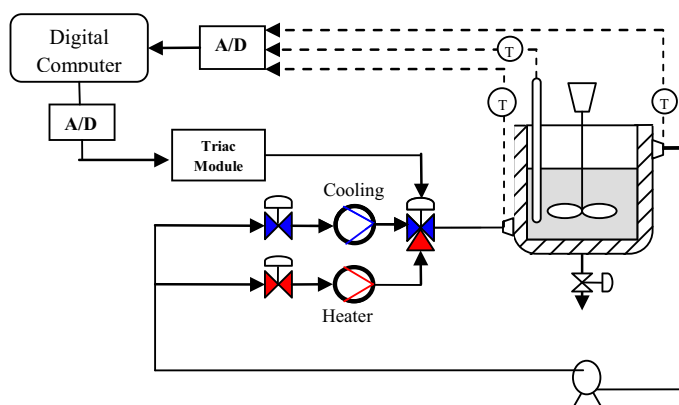 Digital
Computer
A/D
T
T
T
A/D
Triac
Module
Cooling
Heater